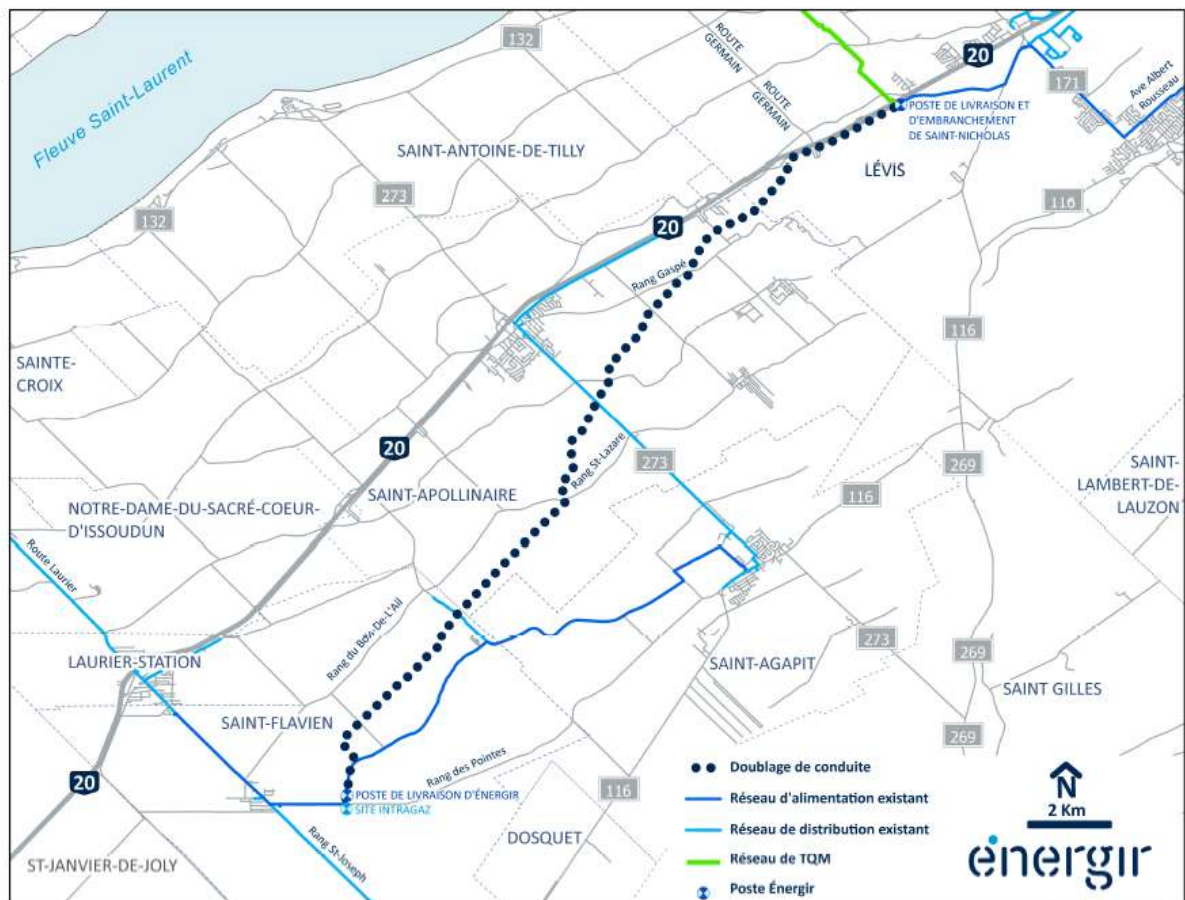 132
ROUTE
GERMAIN
20
171
Ave Albert
Rousseau
Fleuve Saint-Laurent
ROUTE
GERMAIN
POSTE DE LIVRAISON ET
D'EMBRANCHEMENT
DE SAINT-NICHOLAS
SAINT-ANTOINE-DE-TILLY
LÉVIS
273
116
132
20
Rang Gaspé
116
SAINTE-
CROIX
20
Rang St-Lazare
273
269
SAINT-
LAMBERT-DE-
LAUZON
116
SAINT-APOLLINAIRE
NOTRE-DAME-DU-SACRÉ-COEUR-
D'ISSOUDUN
Route Laurier
Rang du Bois-De-L'Ail
273
269
LAURIER-STATION
SAINT-AGAPIT
SAINT GILLES
SAINT-FLAVIEN
269
Rang des Pointes
20
116
POSTE DE LIVRAISON D'ÉNERGIR
SITE INTRAGAZ
DOSQUET
Rang St-Joseph
ST-JANVIER-DE-JOLY
Doublage de conduite
Réseau d'alimentation existant
Réseau de distribution existant
Réseau de TQM
Poste Énergir
N
2 Km
énergir